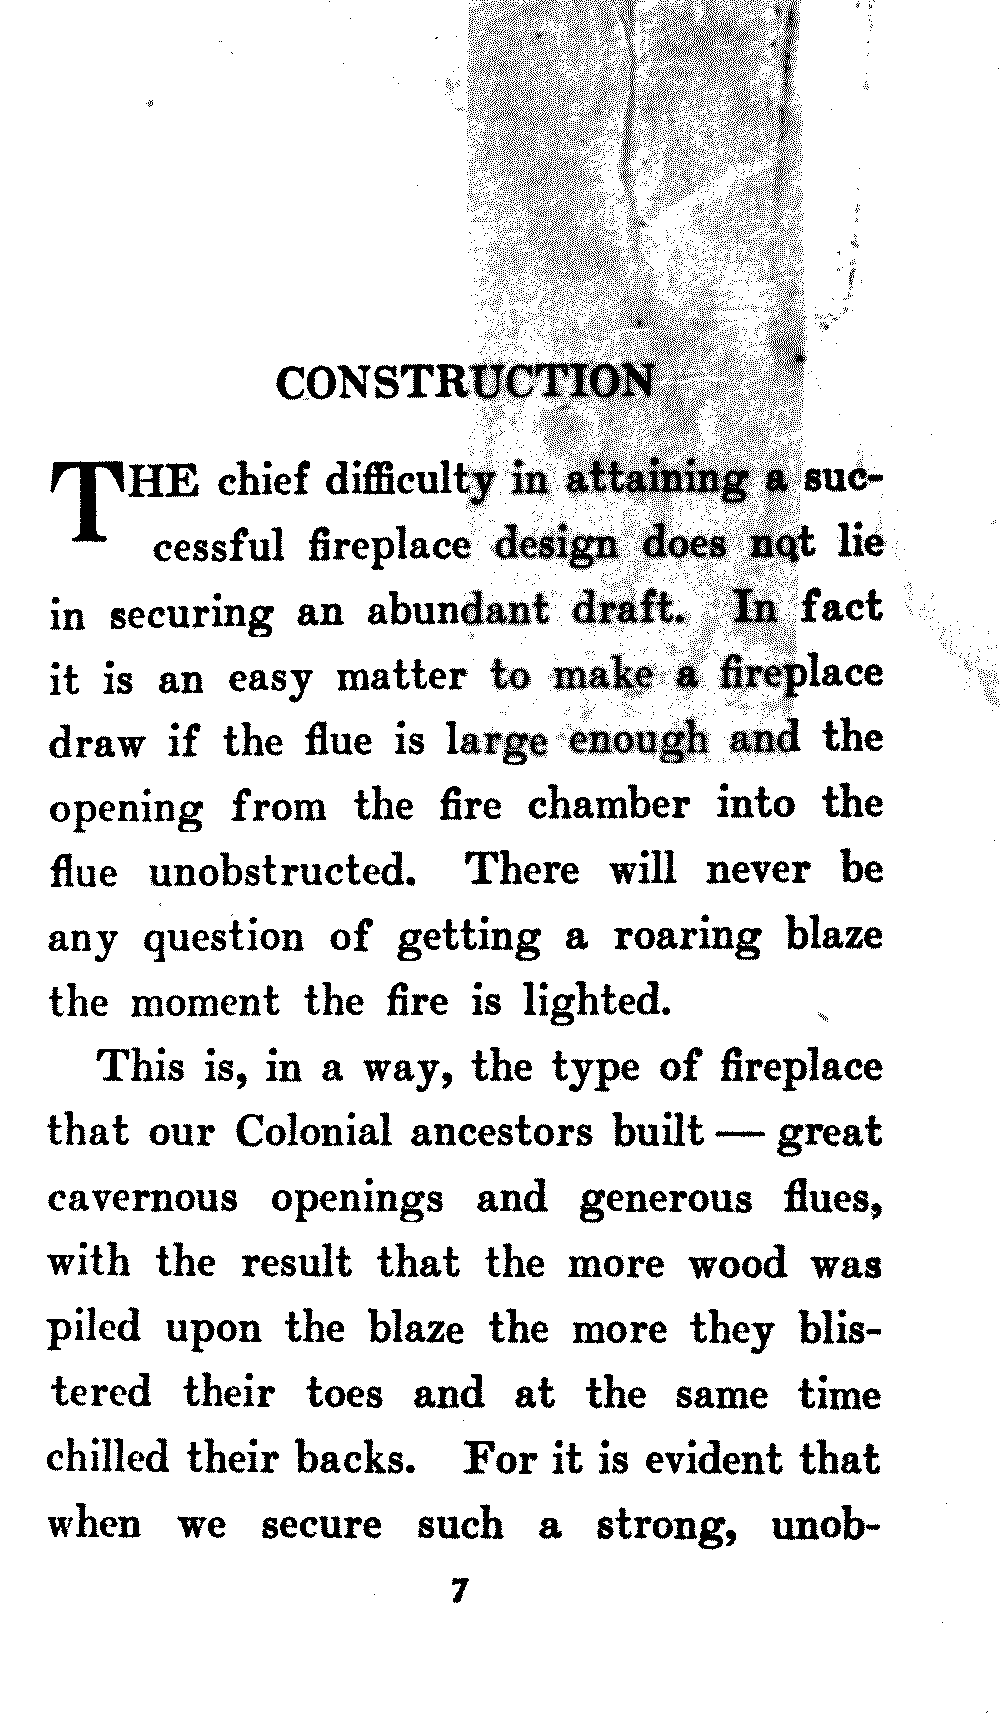 CONSTRUCTION
THE chief difficulty in attaining a suc-
cessful fireplace design does not lie
in securing an abundant draft. In fact
it is an easy matter to make a fireplace
draw if the flue is large enough and the
opening from the fire chamber into the
flue unobstructed. There will never be
any question of getting a roaring blaze
the moment the fire is lighted.
This is, in a way, the type of fireplace
that our Colonial ancestors built — great
cavernous openings and generous flues,
with the result that the more wood was
piled upon the blaze the more they blis-
tered their toes and at the same time
chilled their backs. For it is evident that
when we secure such a strong, unob-
7